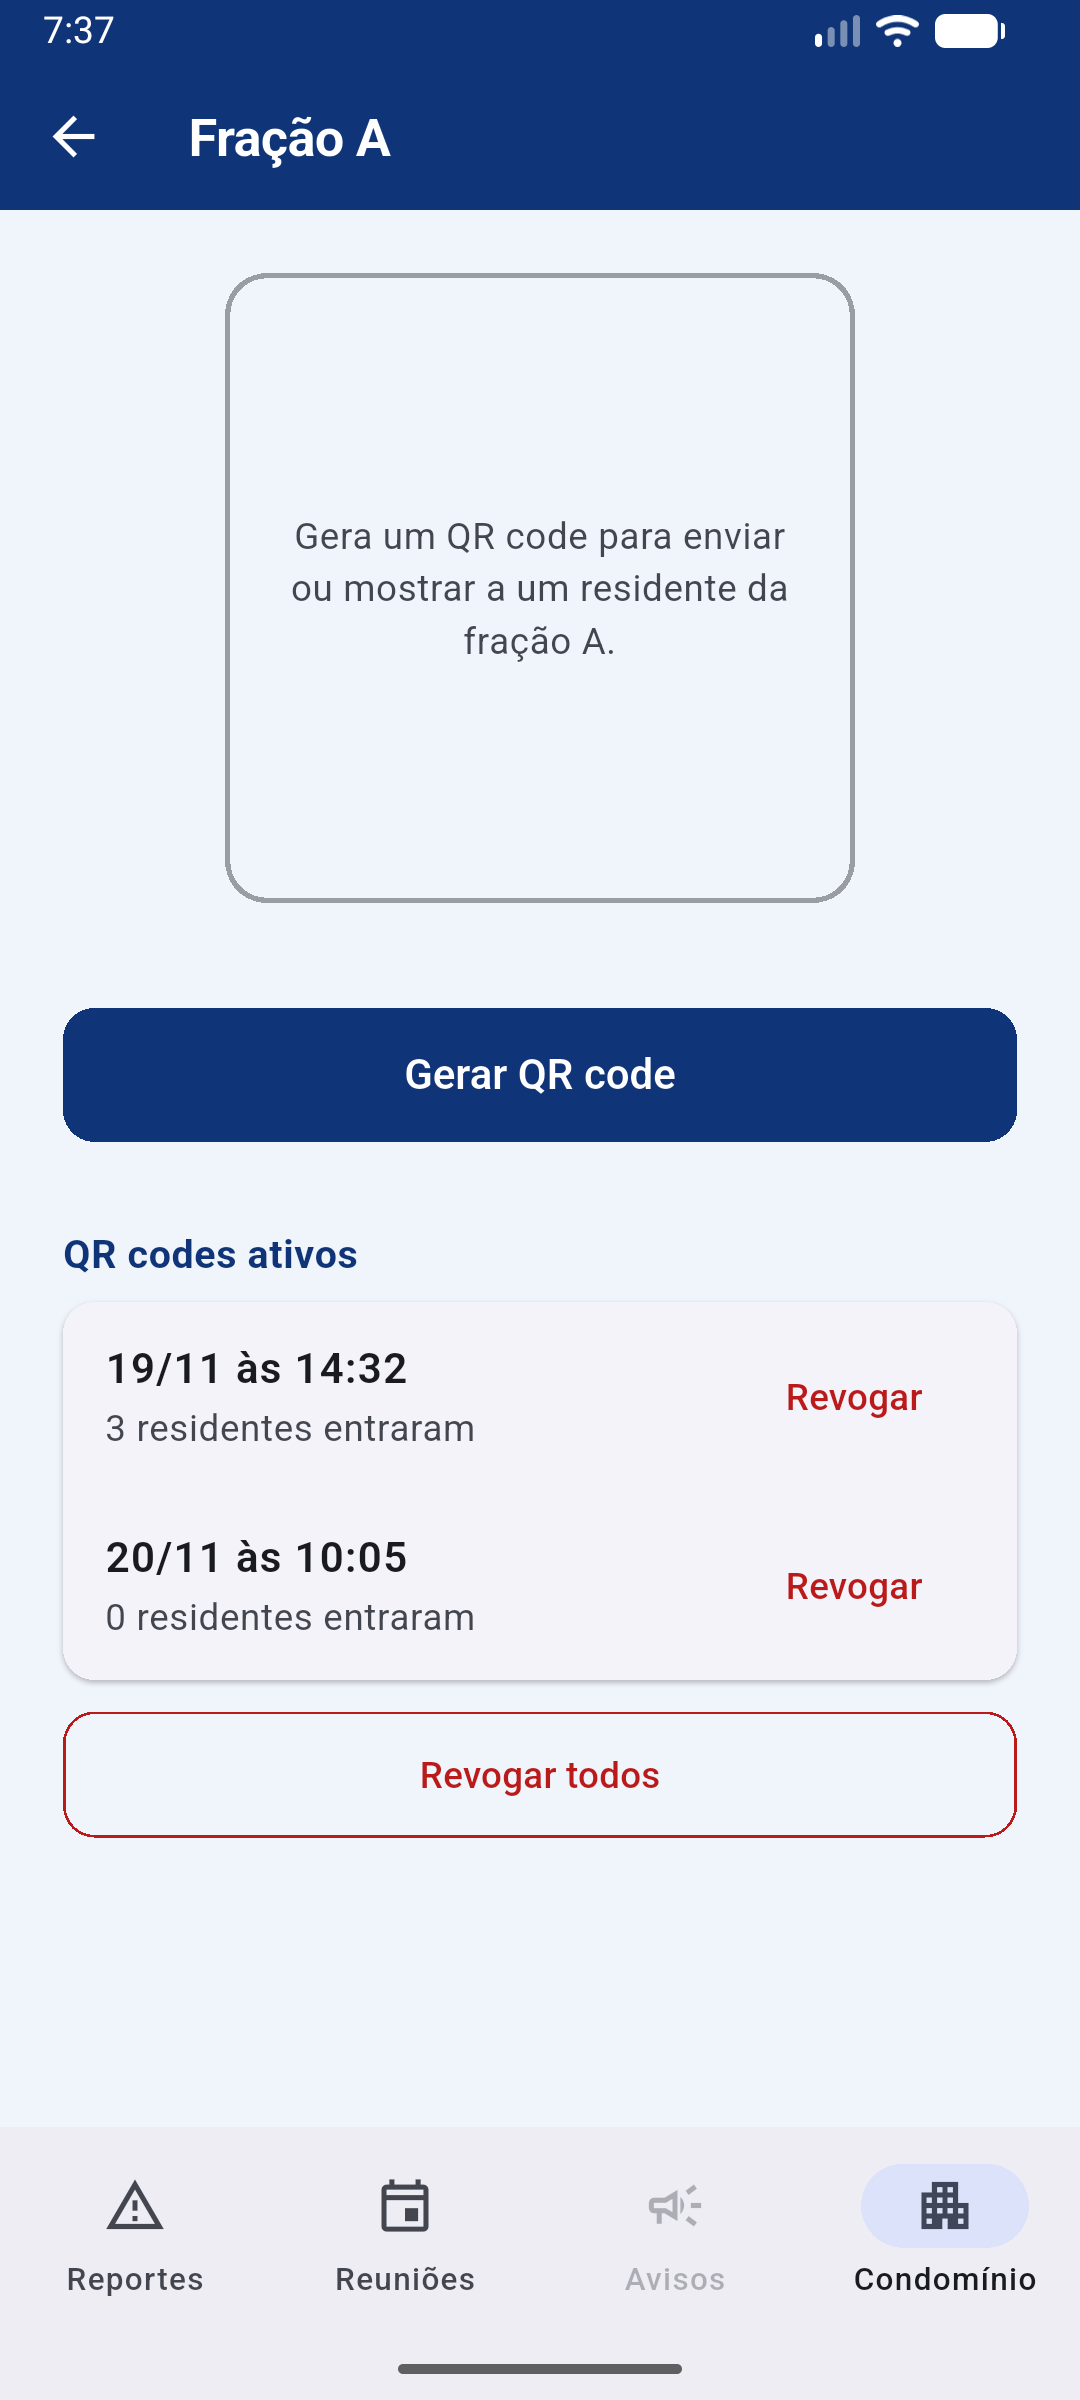 7:37
Fração A
Gera um QR code para enviar
ou mostrar a um residente da
fração A.
Gerar QR code
QR codes ativos
19/11 às 14:32
3 residentes entraram
Revogar
20/11 às 10:05
0 residentes entraram
Revogar
Revogar todos
Reportes
Reuniões
Avisos
Condomínio